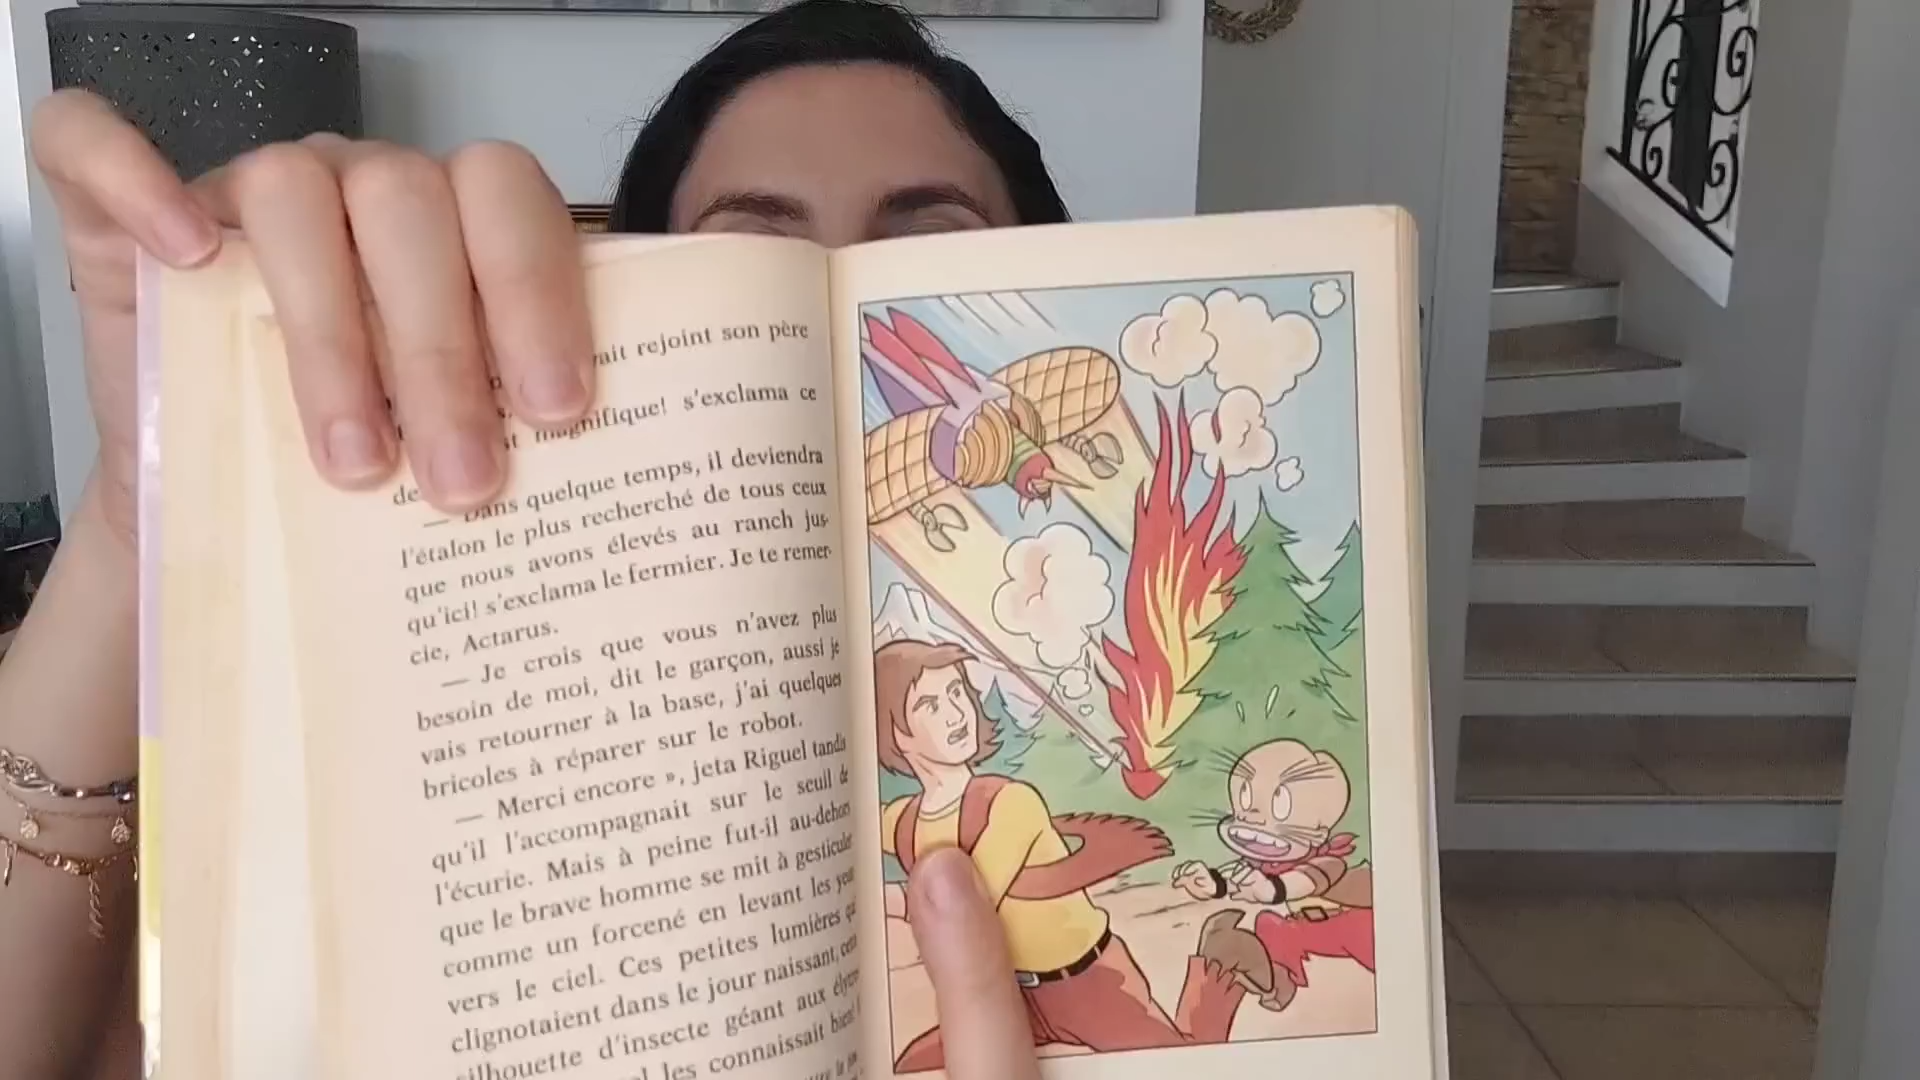 vait rejoint son père
st magnifique! s'exclama ce
de
— Dans quelque temps, il deviendra
l'étalon le plus recherché de tous ceux
que nous avons élevés au ranch jus-
qu'ici! s'exclama le fermier. Je te remer-
cie, Actarus.
— Je crois que vous n'avez plus
besoin de moi, dit le garçon, aussi je
vais retourner à la base, j'ai quelques
bricoles à réparer sur le robot.
— Merci encore », jeta Riguel tandis
qu'il l'accompagnait sur le seuil de
l'écurie. Mais à peine fut-il au-dehors
que le brave homme se mit à gesticuler
comme un forcené en levant les yeux
vers le ciel. Ces petites lumières qui
clignotaient dans le jour naissant, cette
silhouette d'insecte géant aux élytres
les connaissait bien!